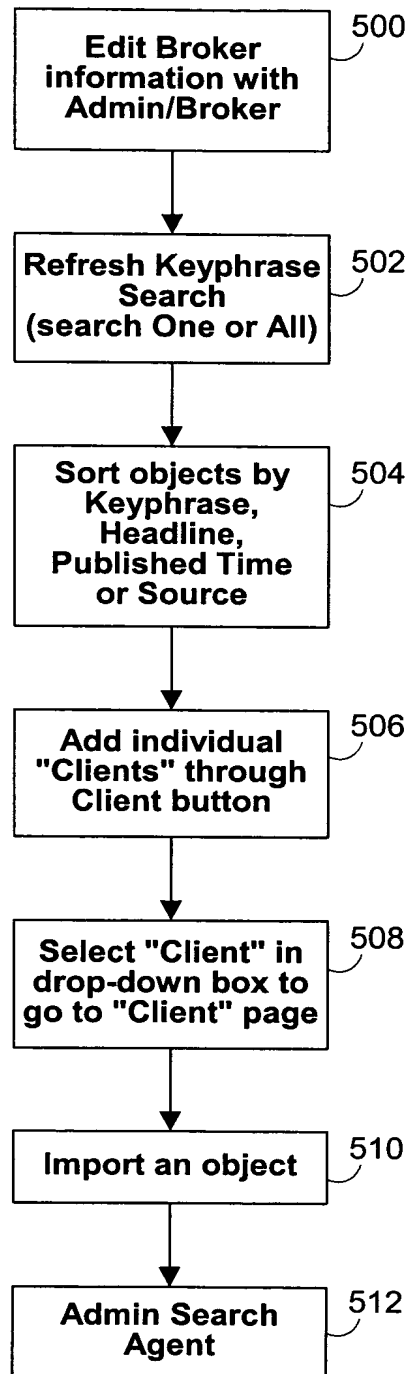 Edit Broker
information with
Admin/Broker
500
Refresh Keyphrase
Search
(search One or All)
502
Sort objects by
Keyphrase,
Headline,
Published Time
or Source
504
Add individual
"Clients" through
Client button
506
Select "Client" in
drop-down box to
go to "Client" page
508
Import an object
510
Admin Search
Agent
512